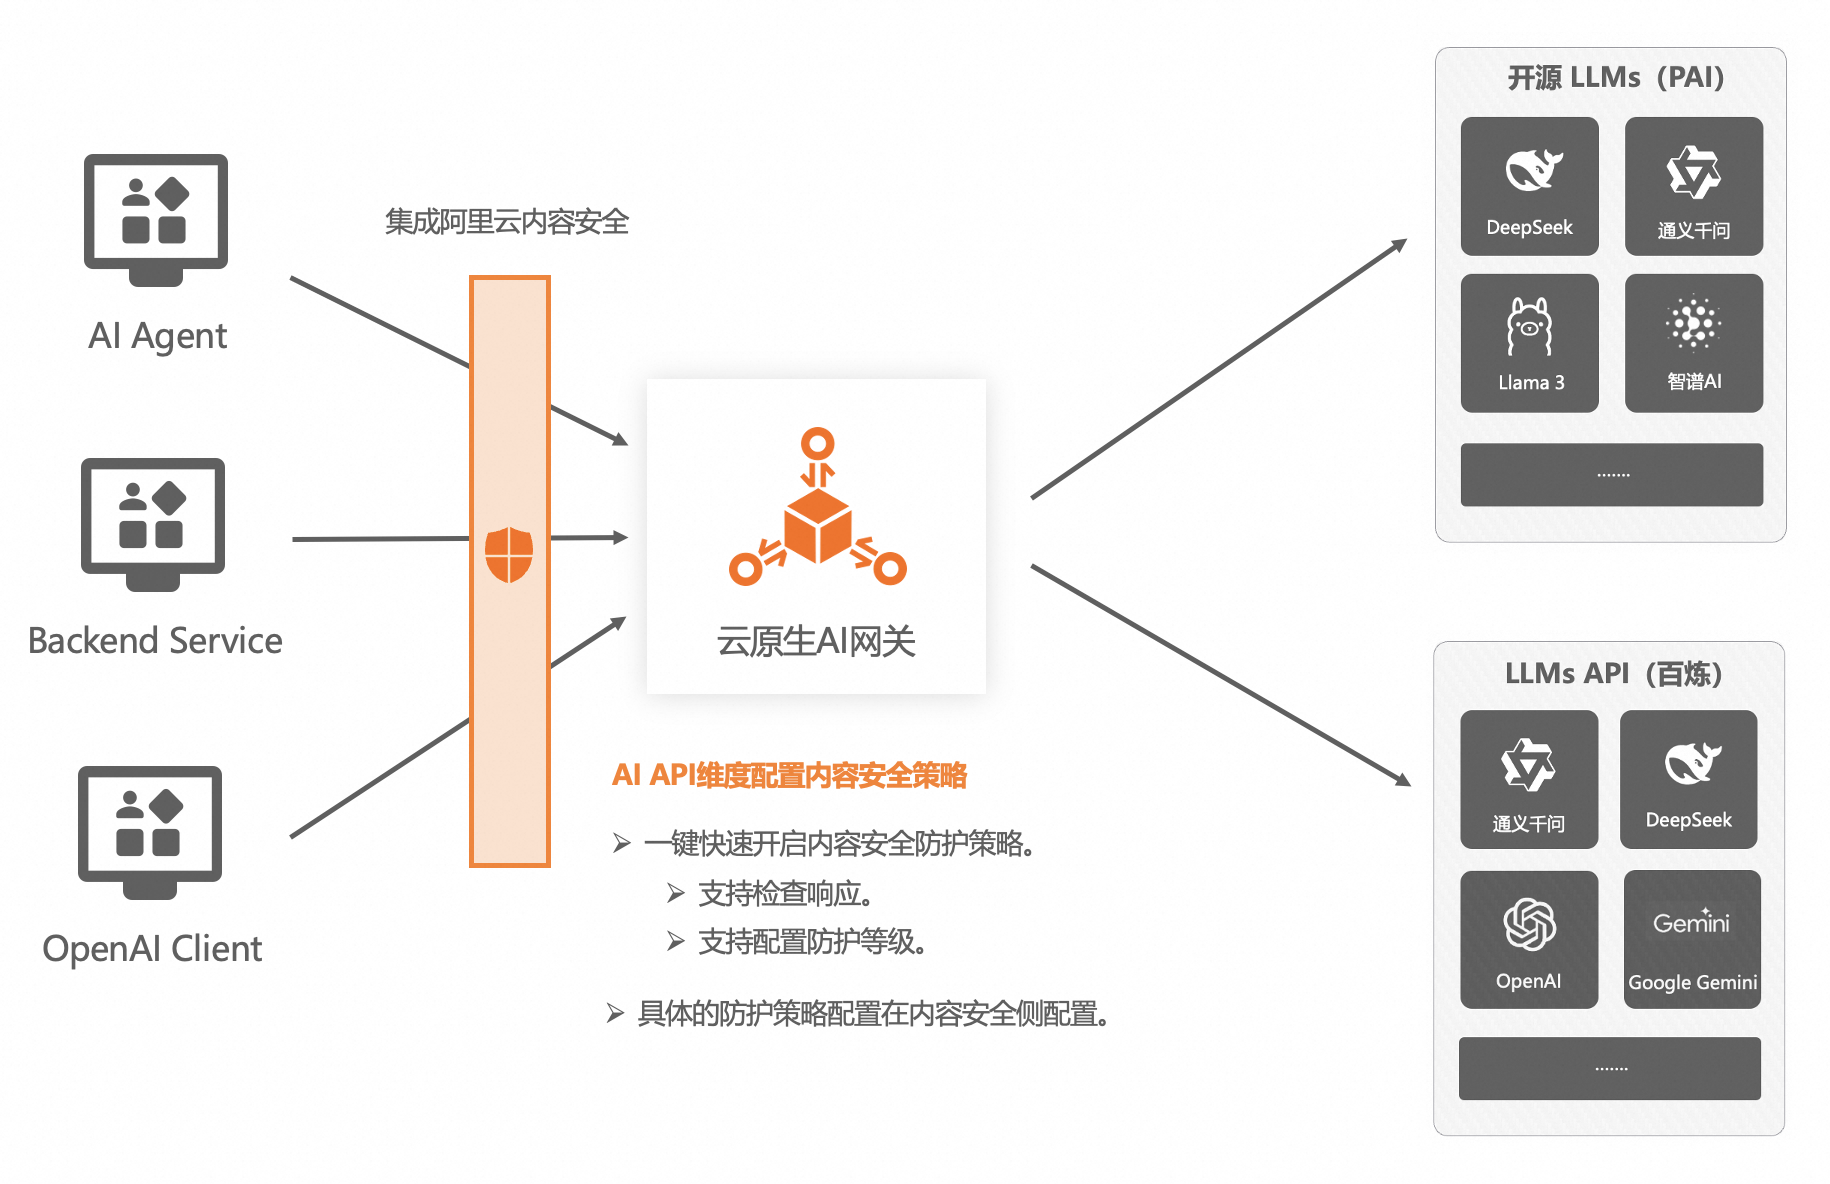 集成阿里云内容安全
AI Agent
Backend Service
OpenAI Client
云原生AI网关
AI API维度配置内容安全策略
一键快速开启内容安全防护策略。
支持检查响应。
支持配置防护等级。
具体的防护策略配置在内容安全侧配置。
开源 LLMs（PAI）
DeepSeek
通义千问
Llama 3
智谱AI
.......
LLMs API（百炼）
通义千问
DeepSeek
OpenAI
Gemini
Google Gemini
.......